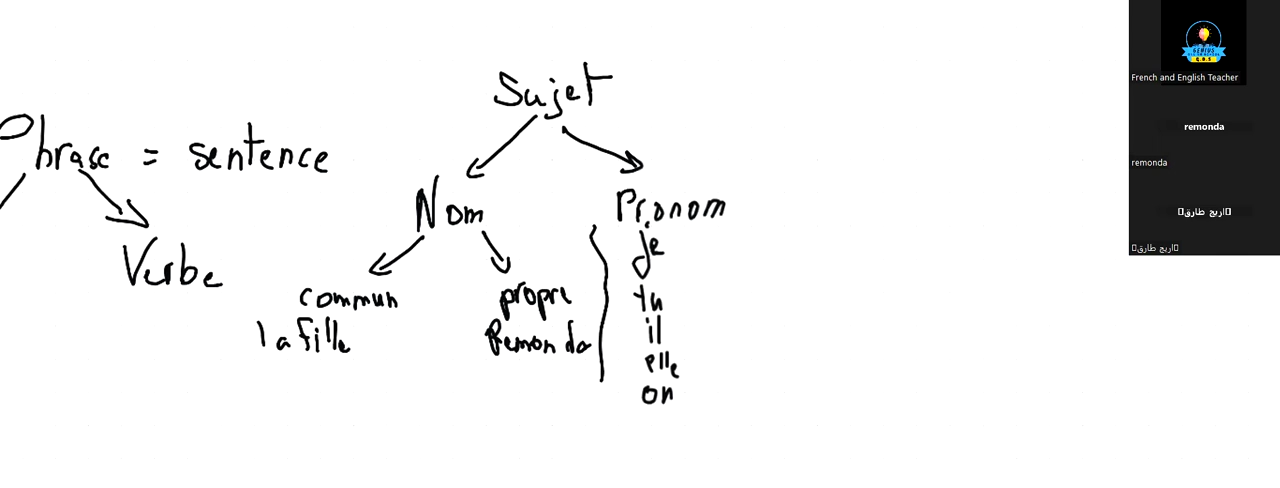 Sujet
Phrase = sentence
Nom
Pronom
Verbe
commun
propre
la fille
Remonda
je
tu
il
elle
on
GENIUS
French and English Teacher
remonda
remonda
اريج طارق
اريج طارق